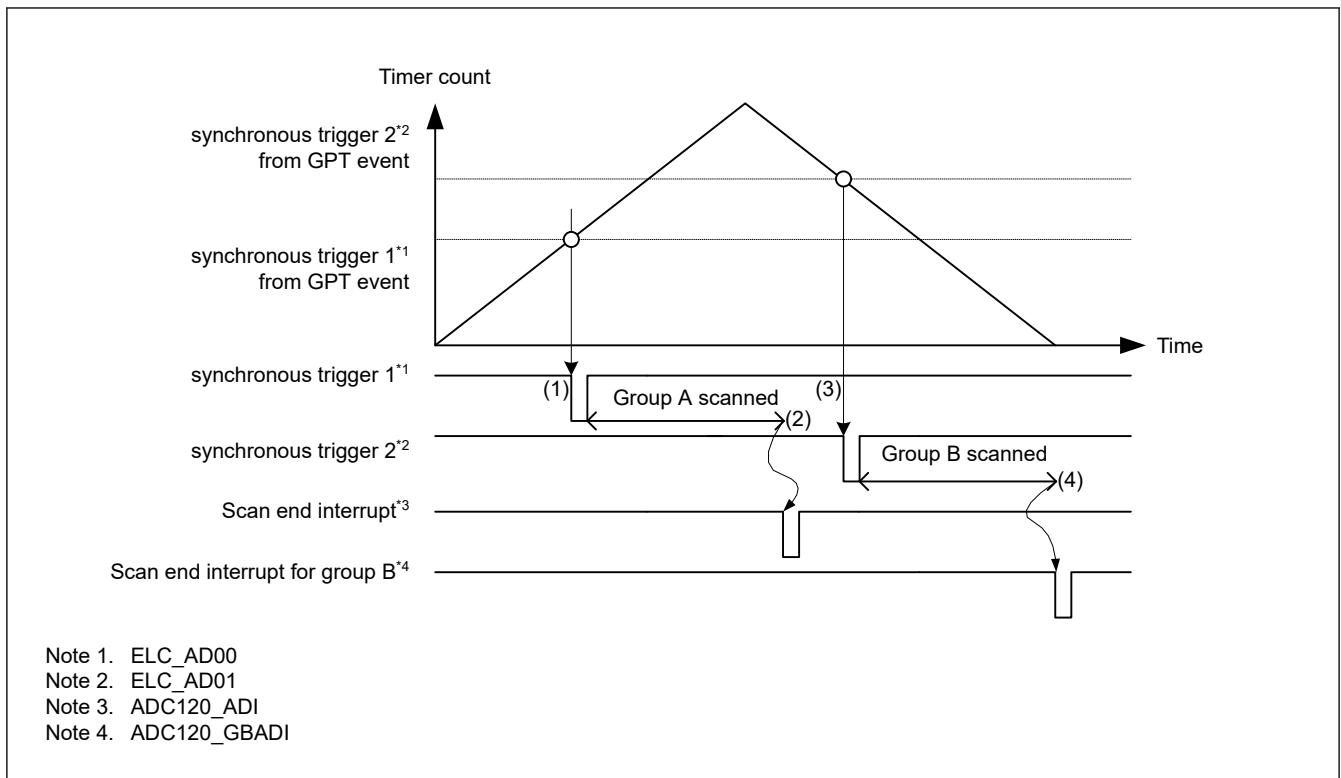 Timer count
synchronous trigger 2*2
from GPT event
synchronous trigger 1*1
from GPT event
Time
synchronous trigger 1*1
(1)
Group A scanned
(2)
(3)
synchronous trigger 2*2
Group B scanned
(4)
Scan end interrupt*3
Scan end interrupt for group B*4
Note 1. ELC_AD00
Note 2. ELC_AD01
Note 3. ADC120_ADI
Note 4. ADC120_GBADI